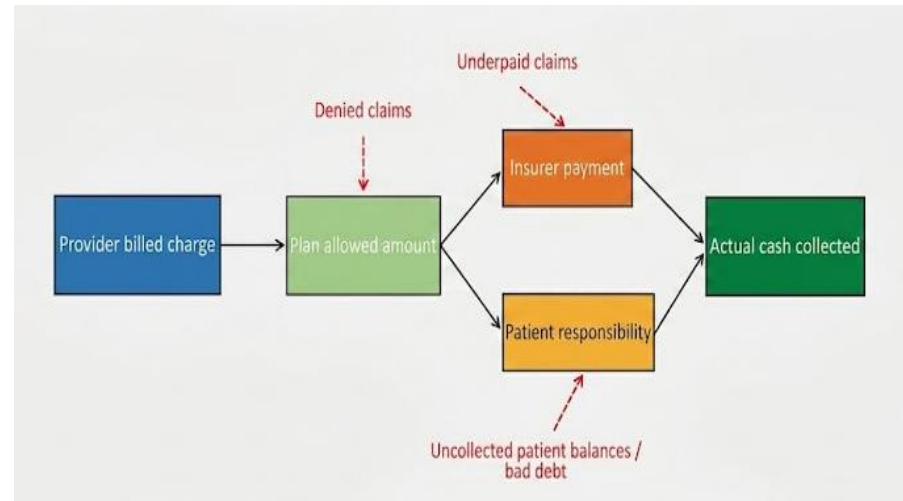 Underpaid claims
Denied claims
Insurer payment
Provider billed charge
Plan allowed amount
Actual cash collected
Patient responsibility
Uncollected patient balances /
bad debt